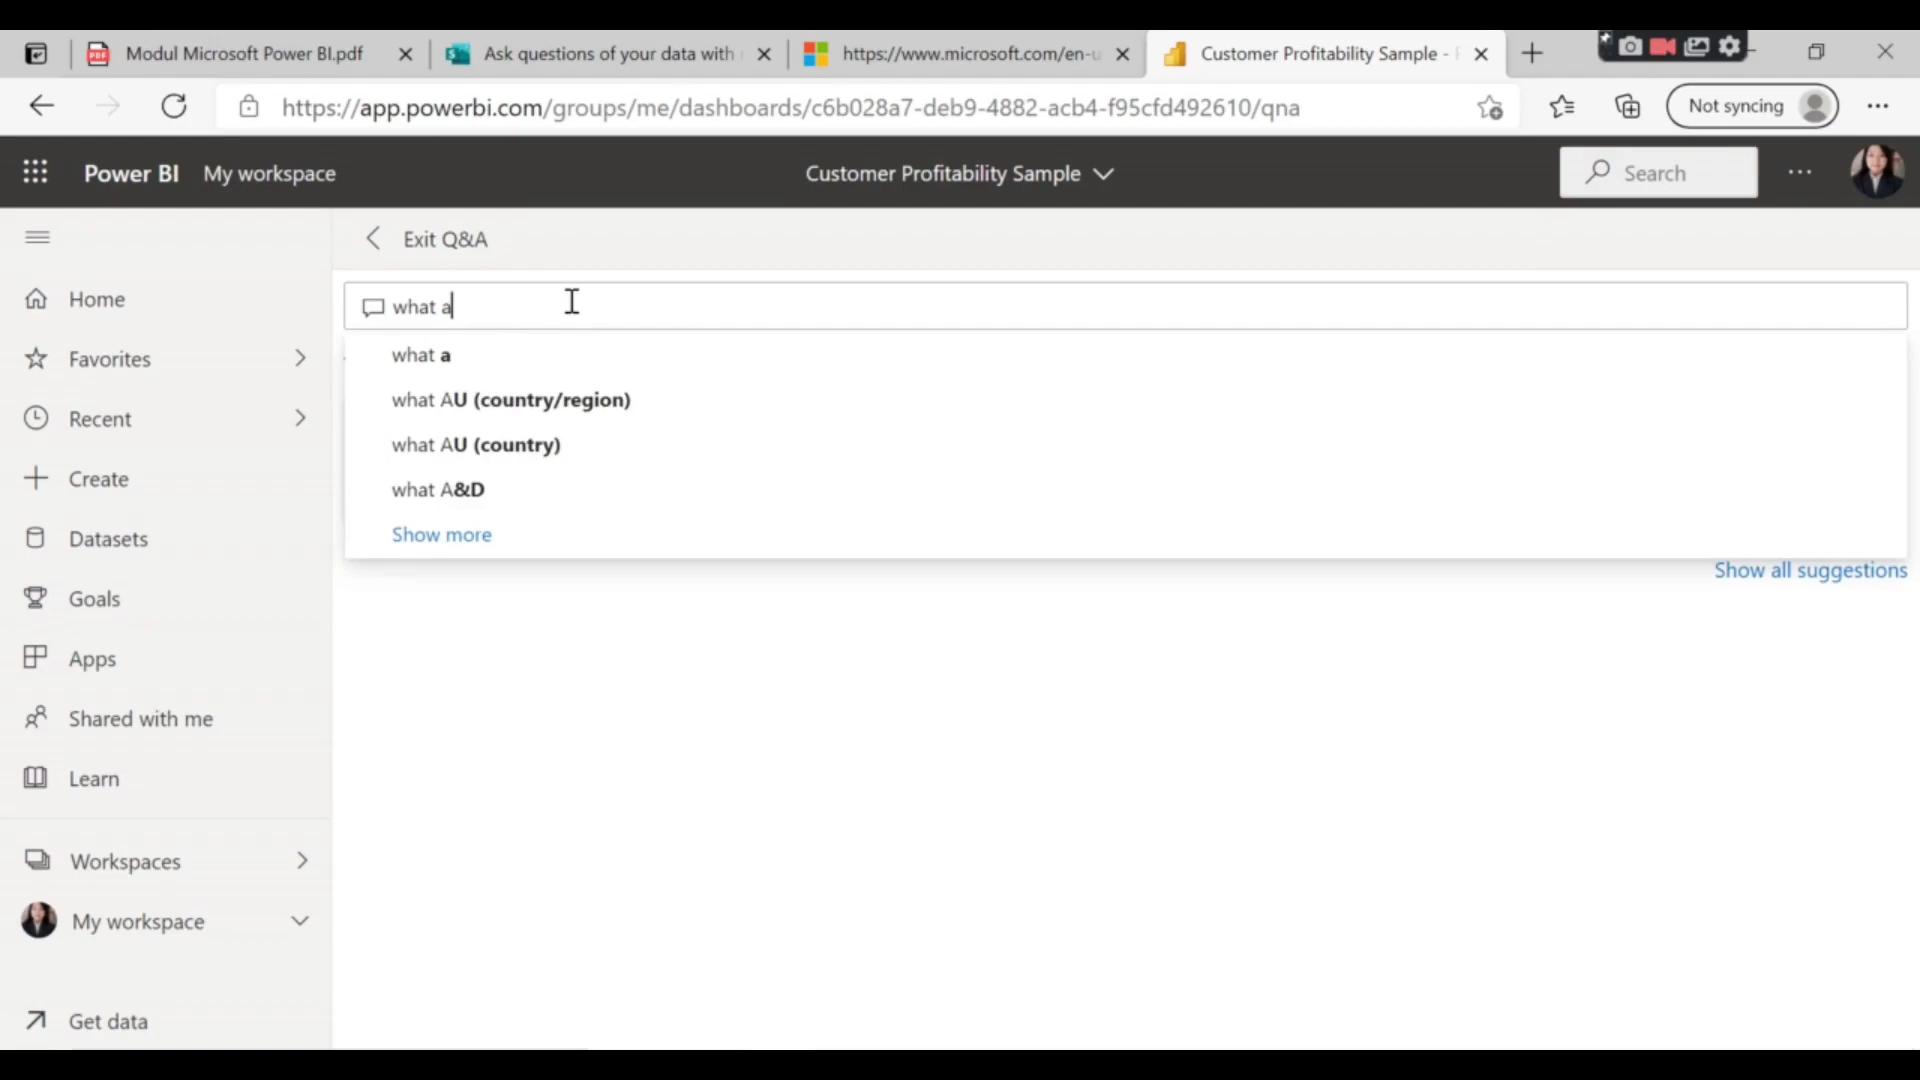 Modul Microsoft Power BI.pdf
Ask questions of your data with
https://www.microsoft.com/en-u
Customer Profitability Sample -
https://app.powerbi.com/groups/me/dashboards/c6b028a7-deb9-4882-acb4-f95cfd492610/qna
Not syncing
Power BI
My workspace
Customer Profitability Sample
Search
Exit Q&A
what a
what a
what AU (country/region)
what AU (country)
what A&D
Show more
Show all suggestions
Home
Favorites
Recent
Create
Datasets
Goals
Apps
Shared with me
Learn
Workspaces
My workspace
Get data